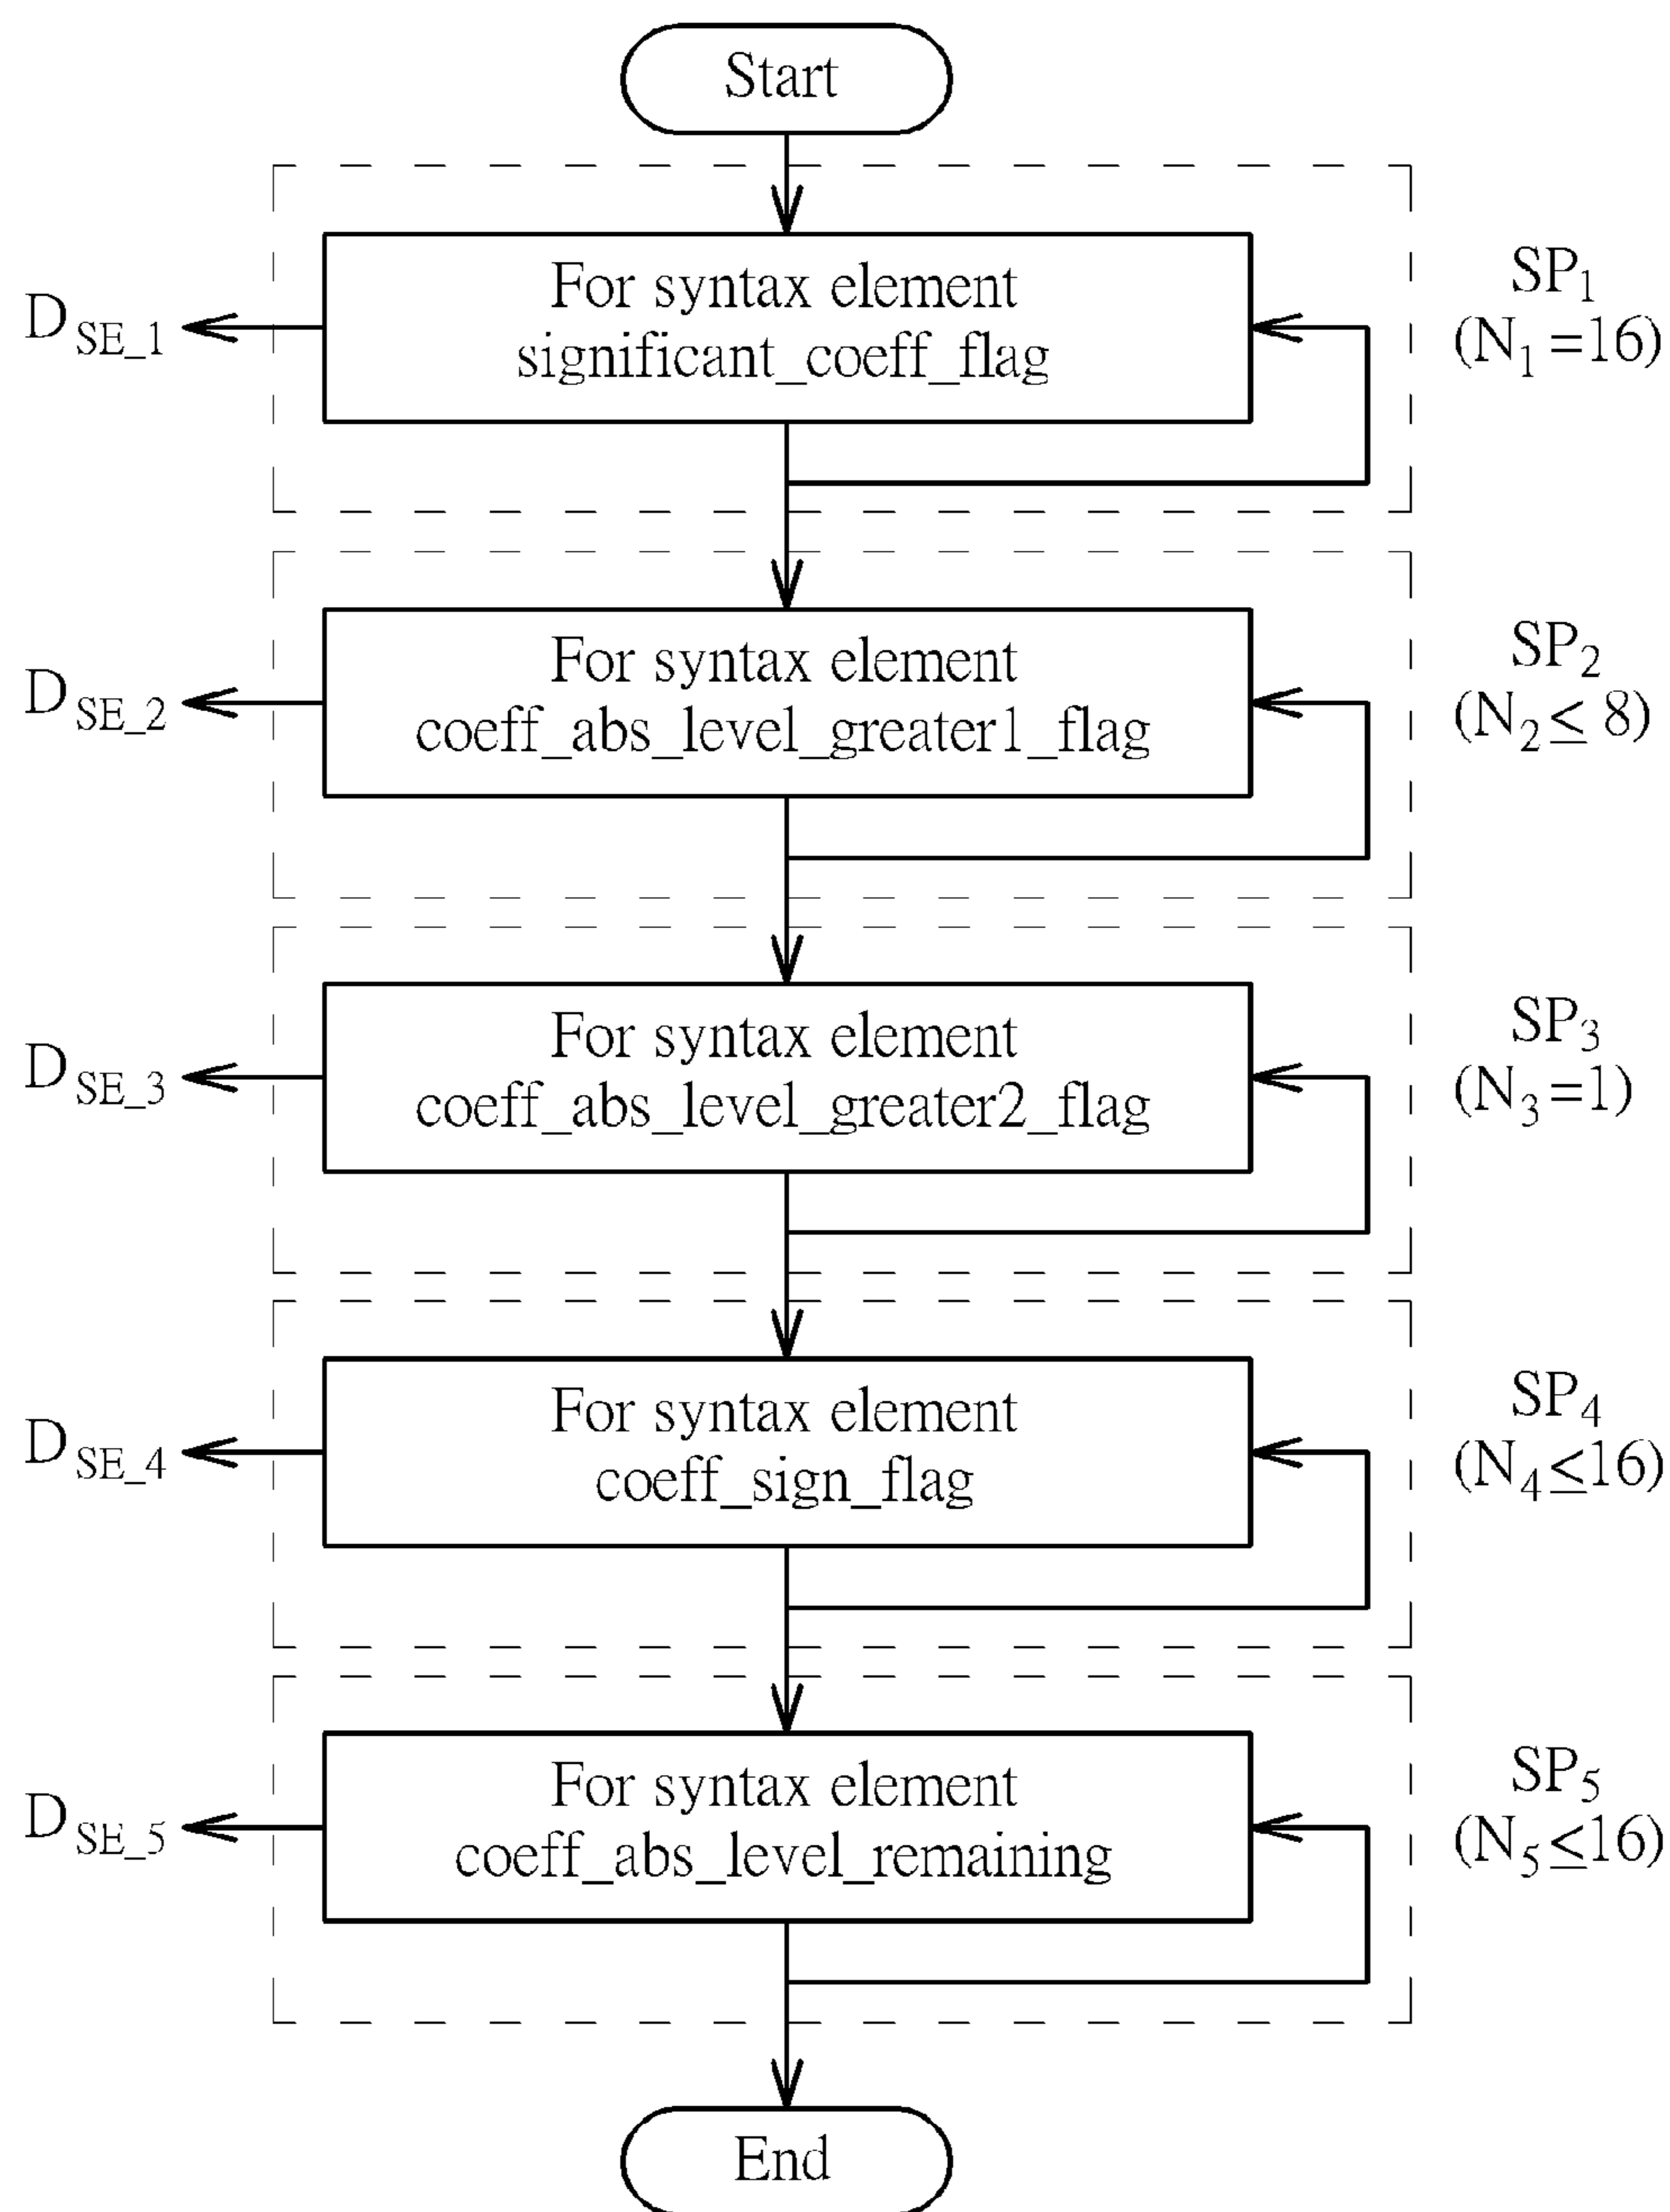 Start
For syntax element
significant_coeff_flag
D SE_1
SP1
(N1=16)
For syntax element
coeff_abs_level_greater1_flag
D SE_2
SP2
(N2≤ 8)
For syntax element
coeff_abs_level_greater2_flag
D SE_3
SP3
(N3=1)
For syntax element
coeff_sign_flag
D SE_4
SP4
(N4≤16)
For syntax element
coeff_abs_level_remaining
D SE_5
SP5
(N5≤16)
End